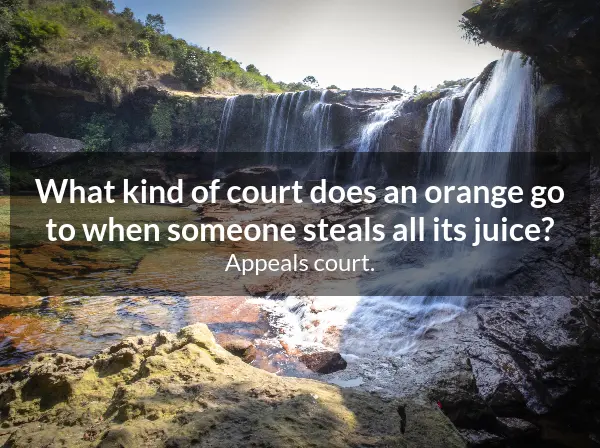 What kind of court does an orange go
to when someone steals all its juice?
Appeals court.